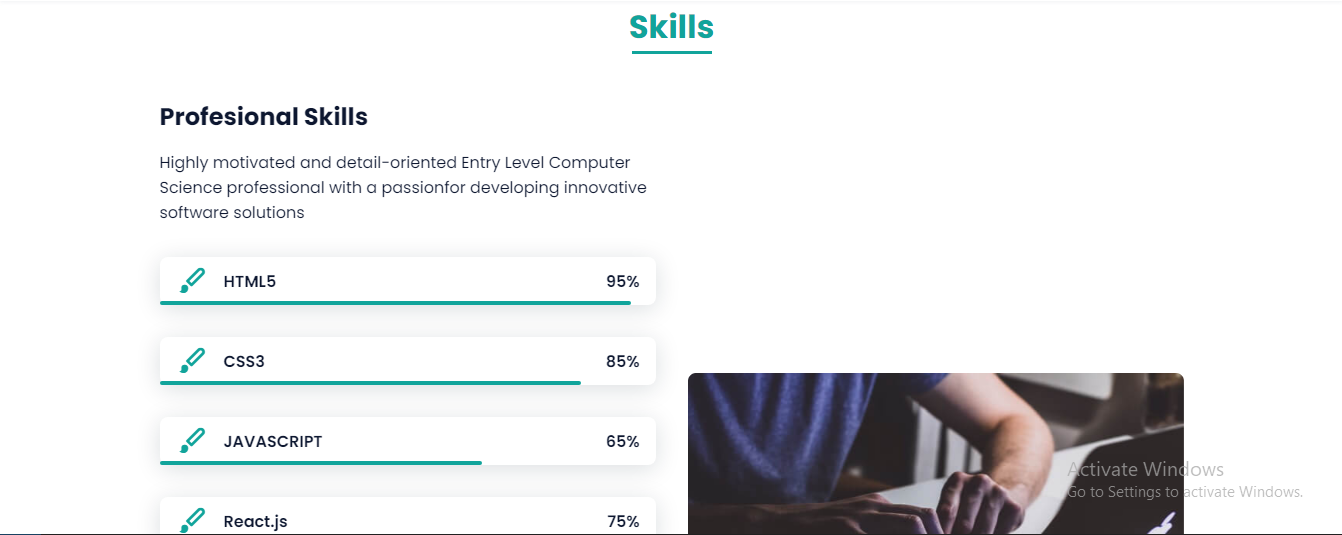 Skills
Profesional Skills
Highly motivated and detail-oriented Entry Level Computer
Science professional with a passionfor developing innovative
software solutions
HTML5 95%
CSS3 85%
JAVASCRIPT 65%
React.js 75%
Activate Windows
Go to Settings to activate Windows.